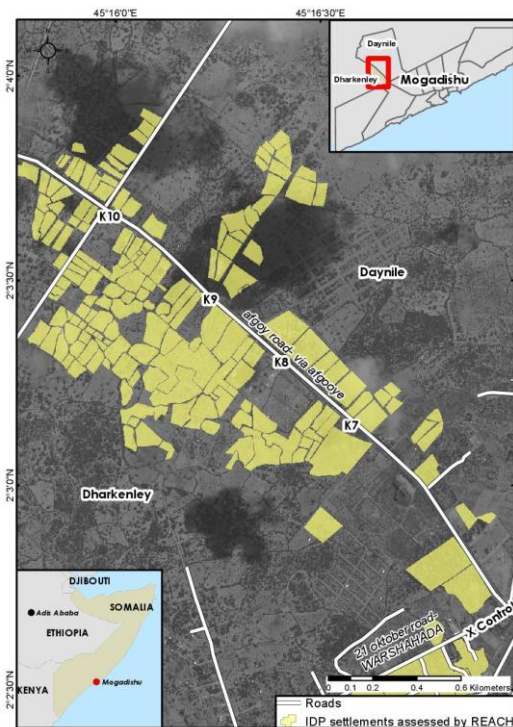 45°16'0"E
45°16'30"E
2°4'0"N
2°3'30"N
2°3'0"N
2°2'30"N
Daynile
Dharkenley
Mogadishu
K10
K9
Daynile
afgoy road- via afgooye
K8
K7
Dharkenley
21 oktober road-
WARSHAHADA
X Control
DJIBOUTI
Adis Ababa
SOMALIA
ETHIOPIA
KENYA
Mogadishu
0 0.1 0.2 0.4 0.6
Kilometers
Roads
IDP settlements assessed by REACH